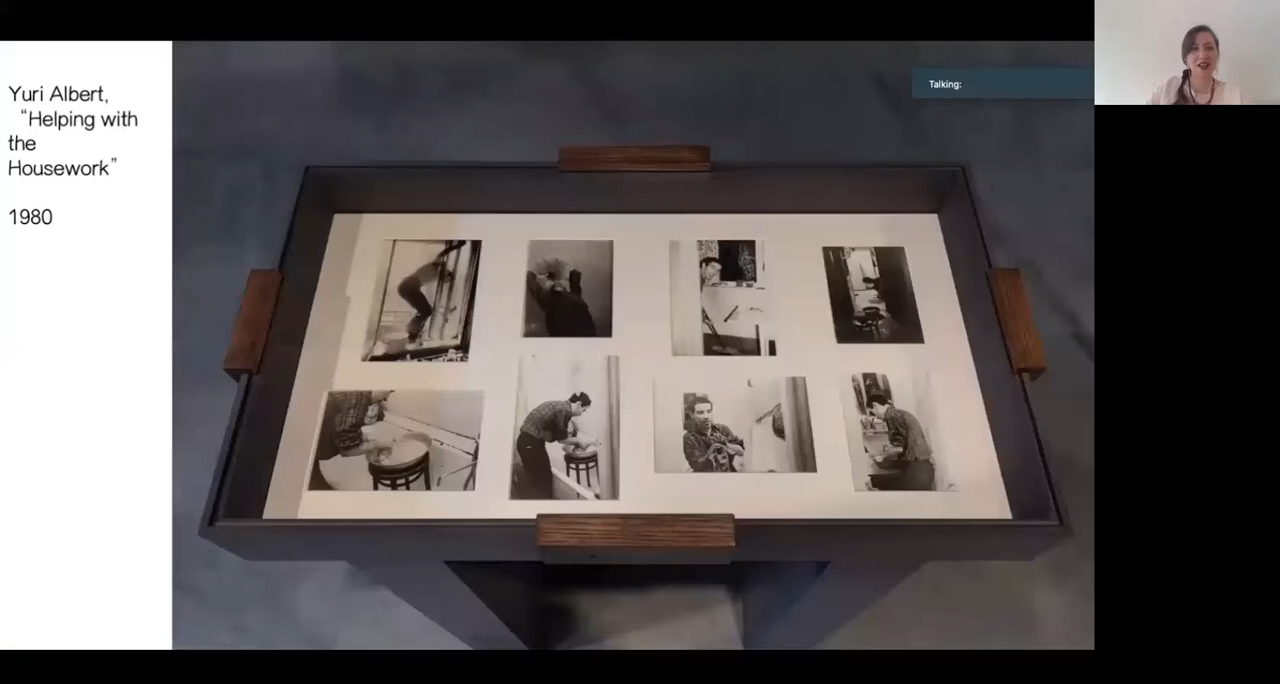 Yuri Albert,
“Helping with
the
Housework”
1980
Talking: